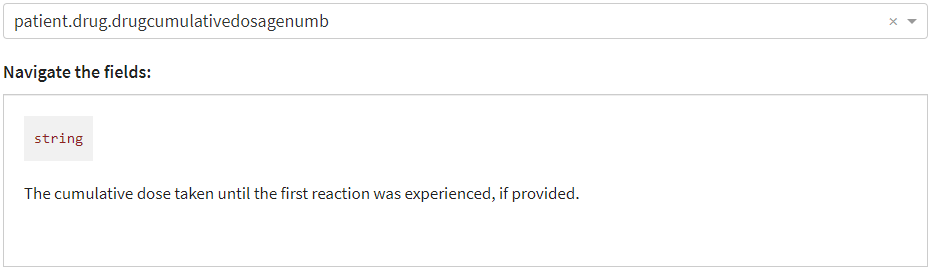 patient.drug.drugcumulativedosagenumb
Navigate the fields:
string
The cumulative dose taken until the first reaction was experienced, if provided.